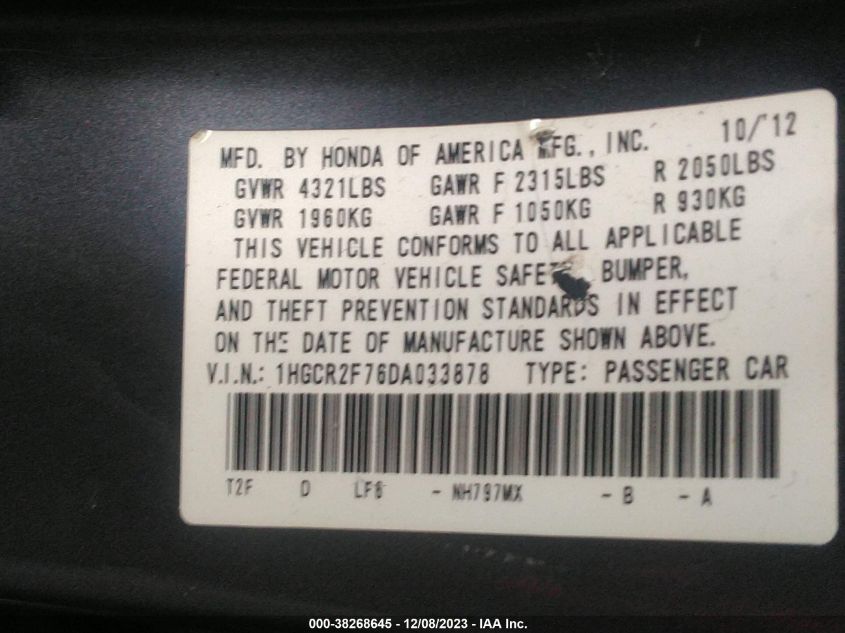 MFD. BY HONDA OF AMERICA MFG., INC. 10/12
GVWR 4321LBS GAWR F 2315LBS R 2050LBS
GVWR 1960KG GAWR F 1050KG R 930KG
THIS VEHICLE CONFORMS TO ALL APPLICABLE
FEDERAL MOTOR VEHICLE BUMPER,
AND THEFT PREVENTION STANDARDS IN EFFECT
ON THE DATE OF MANUFACTURE SHOWN ABOVE.
V.I.N.: 1HGCR2F76DA033878 TYPE: PASSENGER CAR
T2F D LF6 - NH797MX - B - A
000-38268645 - 12/08/2023 - IAA Inc.